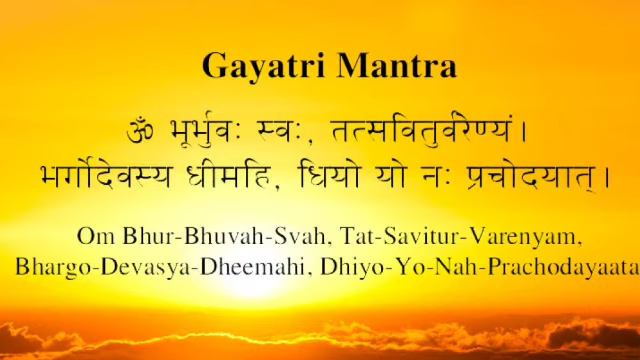 Gayatri Mantra
ॐ भूर्भुवः स्वः, तत्सवितुर्वरेण्यं।
भर्गोदेवस्य धीमहि, धियो यो नः प्रचोदयात्।
Om Bhur-Bhuvah-Svah, Tat-Savitur-Varenyam,
Bhargo-Devasya-Dheemahi, Dhiyo-Yo-Nah-Prachodayaata